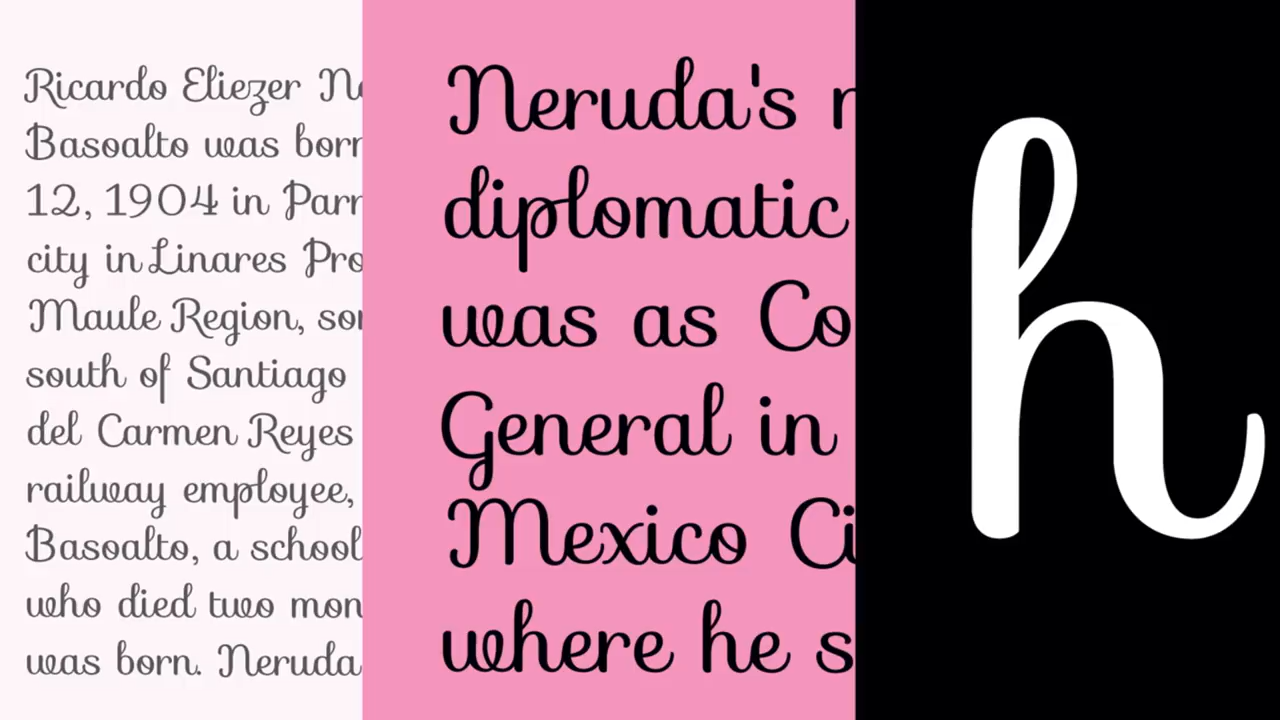 Ricardo Eliezer Ne
Basoalto was born
12, 1904 in Parr
city in Linares Pro
Maule Region, so
south of Santiago
del Carmen Reyes
railway employee,
Basoalto, a school
who died two mon
was born. Neruda
Neruda's
diplomatic
was as Co
General in
Mexico Ci
where he s
h